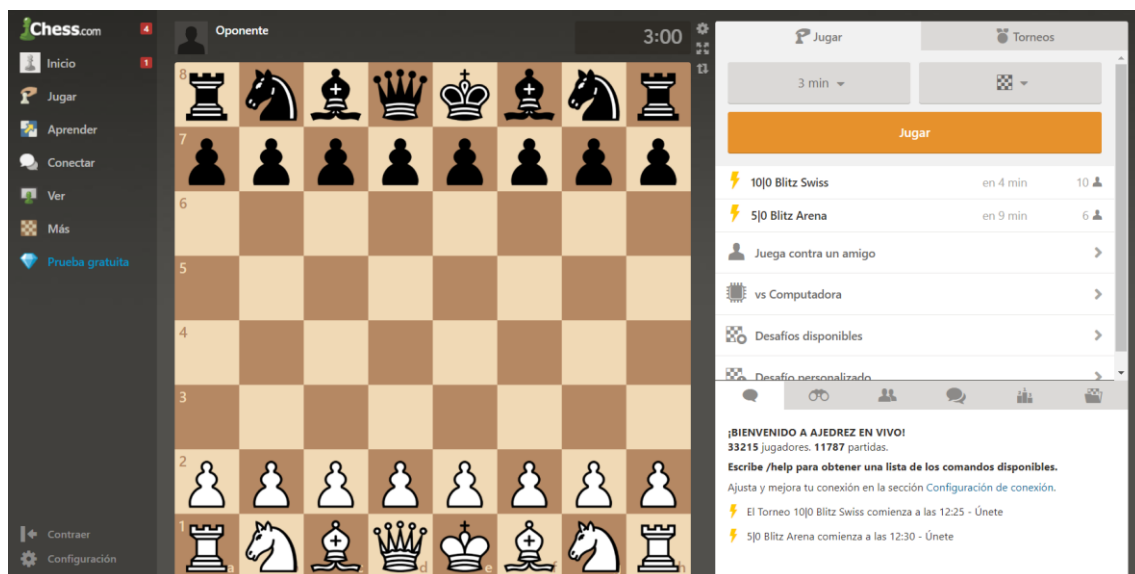 Chess.com 4
Inicio 1
Jugar
Aprender
Conectar
Ver
Más
Prueba gratuita
Contraer
Configuración
Oponente
3:00
8
7
6
5
4
3
2
1
a
d
e
f
h
Jugar
Torneos
3 min
Jugar
10|0 Blitz Swiss en 4 min 10
5|0 Blitz Arena en 9 min 6
Juega contra un amigo
vs Computadora
Desafíos disponibles
Desafío personalizado
¡BIENVENIDO A AJEDREZ EN VIVO!
33215 jugadores. 11787 partidas.
Escribe /help para obtener una lista de los comandos disponibles.
Ajusta y mejora tu conexión en la sección Configuración de conexión.
El Torneo 10|0 Blitz Swiss comienza a las 12:25 - Únete
5|0 Blitz Arena comienza a las 12:30 - Únete